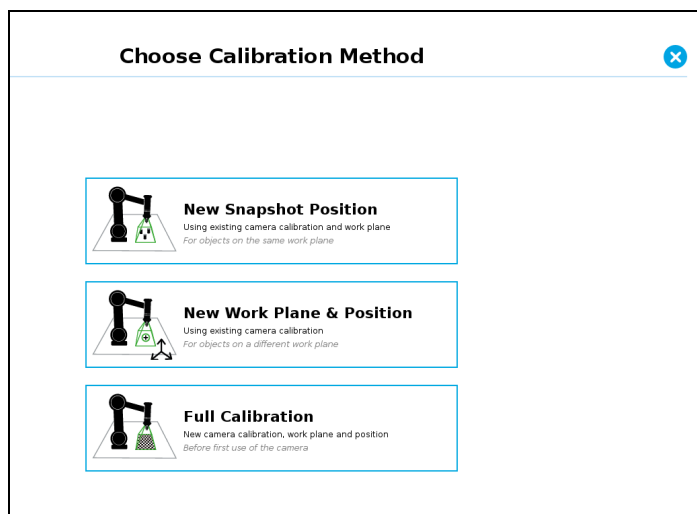 Choose Calibration Method
New Snapshot Position
Using existing camera calibration and work plane
For objects on the same work plane
New Work Plane & Position
Using existing camera calibration
For objects on a different work plane
Full Calibration
New camera calibration, work plane and position
Before first use of the camera